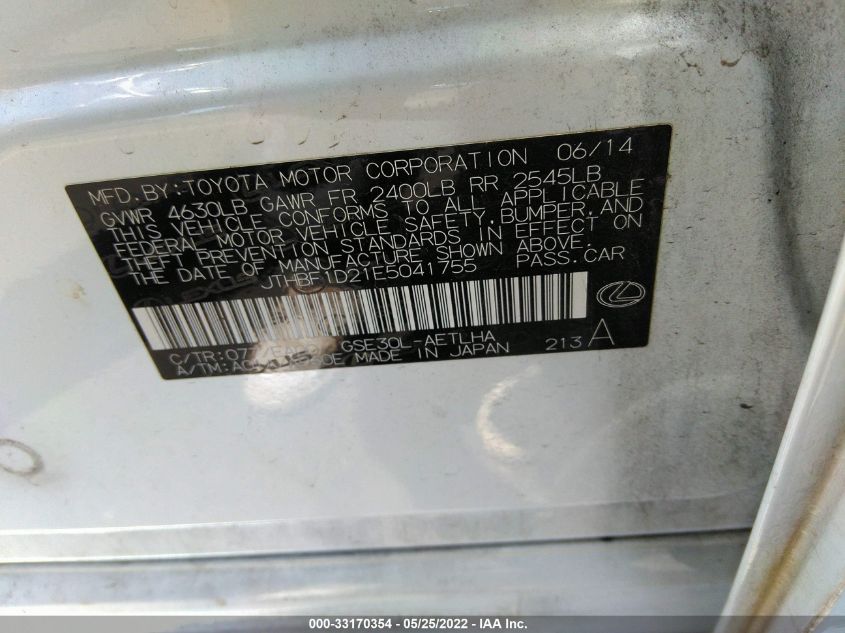 MFD.BY:TOYOTA MOTOR CORPORATION 06/14
GVWR 4630LB GAWR FR 2400LB RR 2545LB
THIS VEHICLE CONFORMS TO ALL APPLICABLE
FEDERAL MOTOR VEHICLE SAFETY,BUMPER,AND
THEFT PREVENTION STANDARDS IN EFFECT ON
THE DATE OF MANUFACTURE SHOWN ABOVE.
JTHBF1D21E5041755 PASS.CAR
C/TR: GSE30L-AETLHA
A/TM: MADE IN JAPAN 213 A
000-33170354 - 05/25/2022 - IAA Inc.